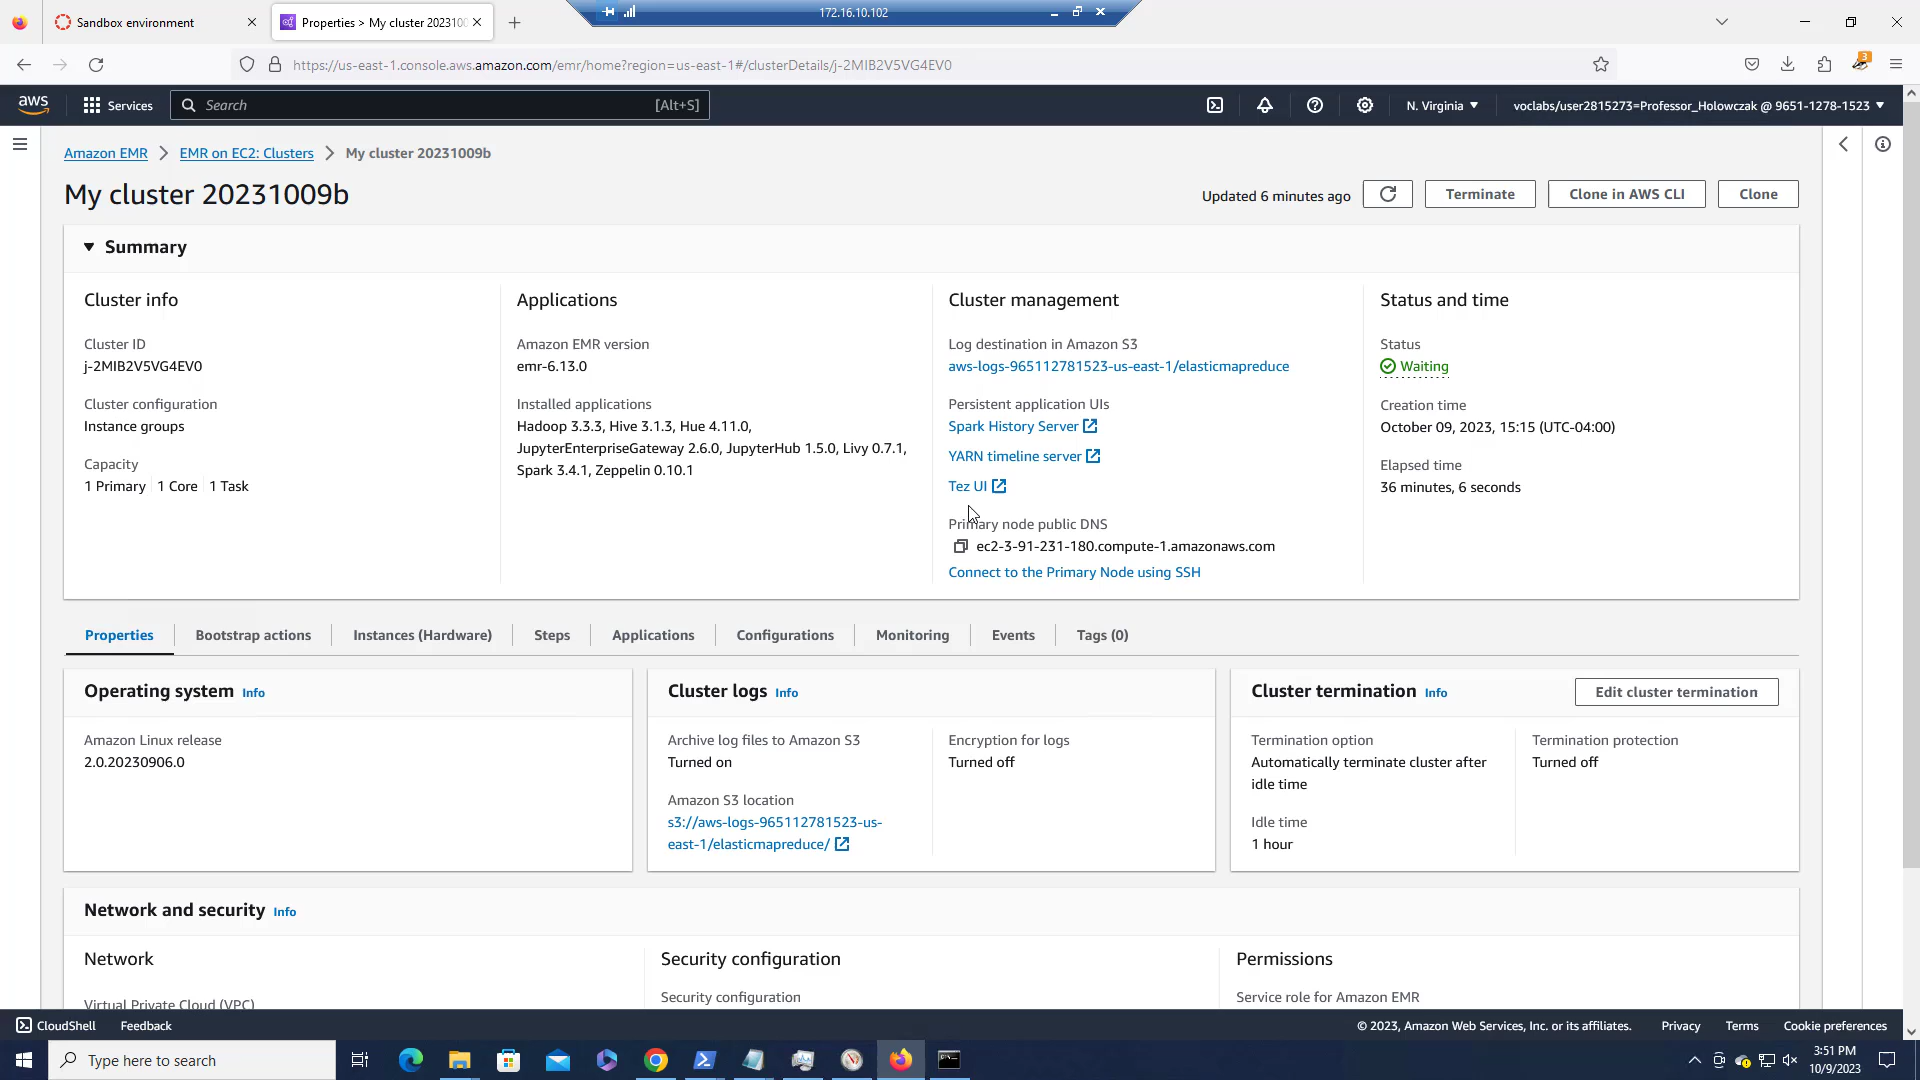 Sandbox environment
Properties > My cluster 20231009
172.16.10.102
https://us-east-1.console.aws.amazon.com/emr/home?region=us-east-1#/clusterDetails/j-2MIB2V5VG4EV0
3
aws
Services
Search
[Alt+S]
N. Virginia
voclabs/user2815273=Professor_Holowczak @ 9651-1278-1523
Amazon EMR
EMR on EC2: Clusters
My cluster 20231009b
My cluster 20231009b
Updated 6 minutes ago
Terminate
Clone in AWS CLI
Clone
Summary
Cluster info
Cluster ID
j-2MIB2V5VG4EV0
Cluster configuration
Instance groups
Capacity
1 Primary 1 Core 1 Task
Applications
Amazon EMR version
emr-6.13.0
Installed applications
Hadoop 3.3.3, Hive 3.1.3, Hue 4.11.0,
JupyterEnterpriseGateway 2.6.0, JupyterHub 1.5.0, Livy 0.7.1,
Spark 3.4.1, Zeppelin 0.10.1
Cluster management
Log destination in Amazon S3
aws-logs-965112781523-us-east-1/elasticmapreduce
Persistent application UIs
Spark History Server
YARN timeline server
Tez UI
Primary node public DNS
ec2-3-91-231-180.compute-1.amazonaws.com
Connect to the Primary Node using SSH
Status and time
Status
Waiting
Creation time
October 09, 2023, 15:15 (UTC-04:00)
Elapsed time
36 minutes, 6 seconds
Properties
Bootstrap actions
Instances (Hardware)
Steps
Applications
Configurations
Monitoring
Events
Tags (0)
Operating system Info
Amazon Linux release
2.0.20230906.0
Cluster logs Info
Archive log files to Amazon S3
Turned on
Amazon S3 location
s3://aws-logs-965112781523-us-
east-1/elasticmapreduce/
Encryption for logs
Turned off
Cluster termination Info
Edit cluster termination
Termination option
Automatically terminate cluster after
idle time
Idle time
1 hour
Termination protection
Turned off
Network and security Info
Network
Virtual Private Cloud (VPC)
Security configuration
Security configuration
Permissions
Service role for Amazon EMR
CloudShell
Feedback
© 2023, Amazon Web Services, Inc. or its affiliates.
Privacy
Terms
Cookie preferences
Type here to search
3:51 PM
10/9/2023